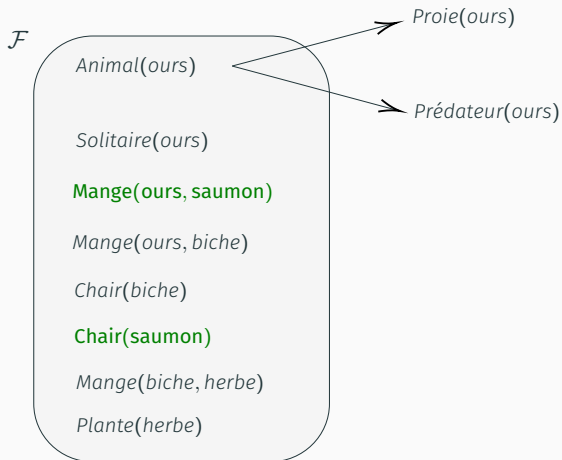 Proie(ours)
ℱ
Animal(ours)
Prédateur(ours)
Solitaire(ours)
Mange(ours, saumon)
Mange(ours, biche)
Chair(biche)
Chair(saumon)
Mange(biche, herbe)
Plante(herbe)